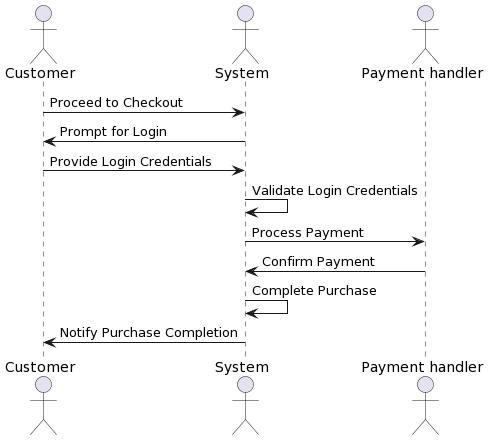 Customer
System
Payment handler
Proceed to Checkout
Prompt for Login
Provide Login Credentials
Validate Login Credentials
Process Payment
Confirm Payment
Complete Purchase
Notify Purchase Completion
Customer
System
Payment handler